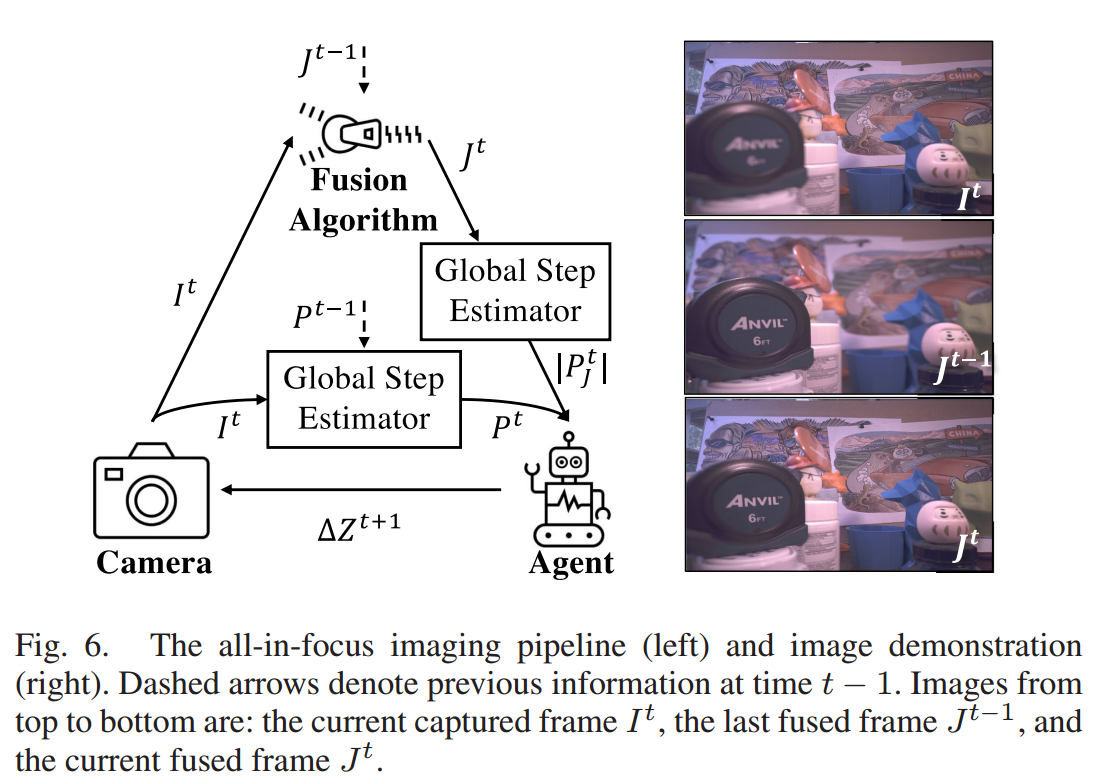 J^{t-1}
Fusion
Algorithm
J^t
I^t
Global Step
Estimator
P^{t-1}
Global Step
Estimator
|P_J^t|
I^t
P^t
ΔZ^{t+1}
Camera
Agent
CHINA
ANVIL
6FT
I^t
ANVIL™
6FT
J^{t-1}
CHINA
ANVIL™
6FT
J^t
Fig. 6. The all-in-focus imaging pipeline (left) and image demonstration
(right). Dashed arrows denote previous information at time t − 1. Images from
top to bottom are: the current captured frame I^t, the last fused frame J^{t-1}, and
the current fused frame J^t.